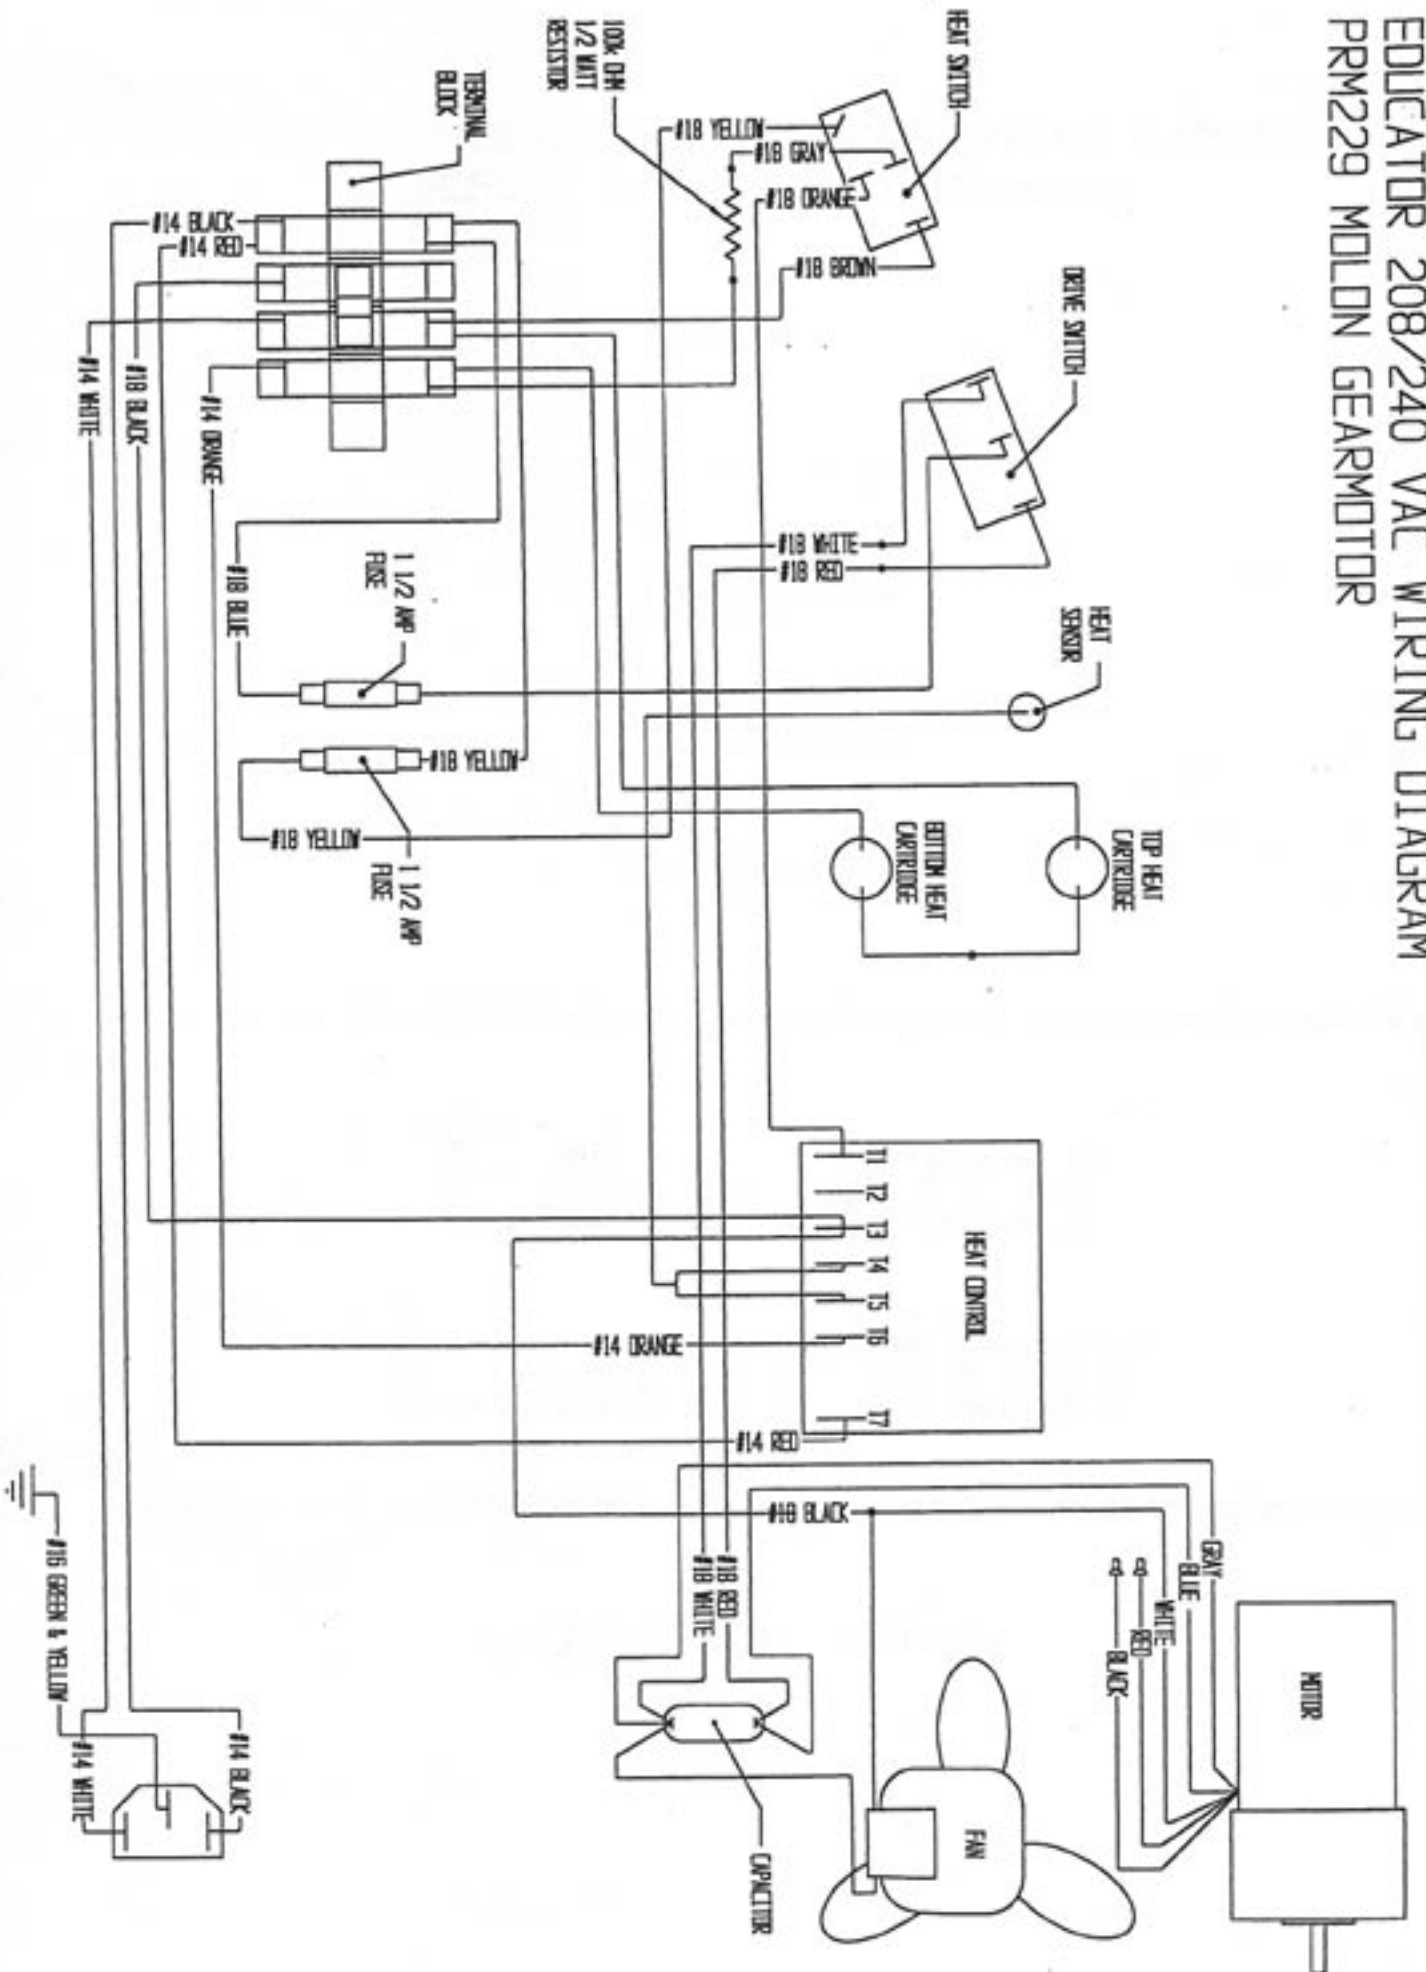 EDUCATOR 208/240 VAC WIRING DIAGRAM
PRM229 MOLON GEARMOTOR
HEAT SWITCH
DRIVE SWITCH
HEAT
SENSOR
TOP HEAT
CARTRIDGE
BOTTOM HEAT
CARTRIDGE
HEAT CONTROL
T1
T2
T3
T4
T5
T6
T7
MOTOR
GRAY
BLUE
WHITE
RED
BLACK
FAN
CAPACITOR
100k OHM
1/2 WATT
RESISTOR
#18 YELLOW
#18 GRAY
#18 ORANGE
#18 BROWN
#18 WHITE
#18 RED
#14 ORANGE
#14 RED
#18 BLACK
#18 RED
#18 WHITE
TERMINAL
BLOCK
#14 BLACK
#14 RED
#14 WHITE
#18 BLACK
#14 ORANGE
#18 BLUE
1 1/2 AMP
FUSE
#18 YELLOW
#18 YELLOW
1 1/2 AMP
FUSE
#16 GREEN & YELLOW
#14 BLACK
#14 WHITE